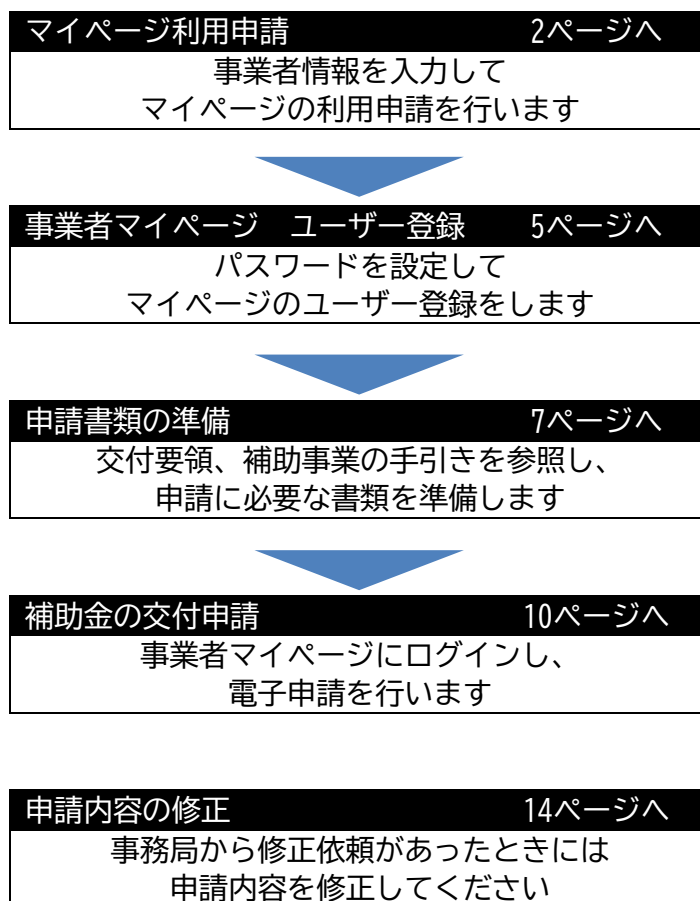 マイページ利用申請 2ページへ
事業者情報を入力して
マイページの利用申請を行います
事業者マイページ ユーザー登録 5ページへ
パスワードを設定して
マイページのユーザー登録をします
申請書類の準備 7ページへ
交付要領、補助事業の手引きを参照し、
申請に必要な書類を準備します
補助金の交付申請 10ページへ
事業者マイページにログインし、
電子申請を行います
申請内容の修正 14ページへ
事務局から修正依頼があったときには
申請内容を修正してください